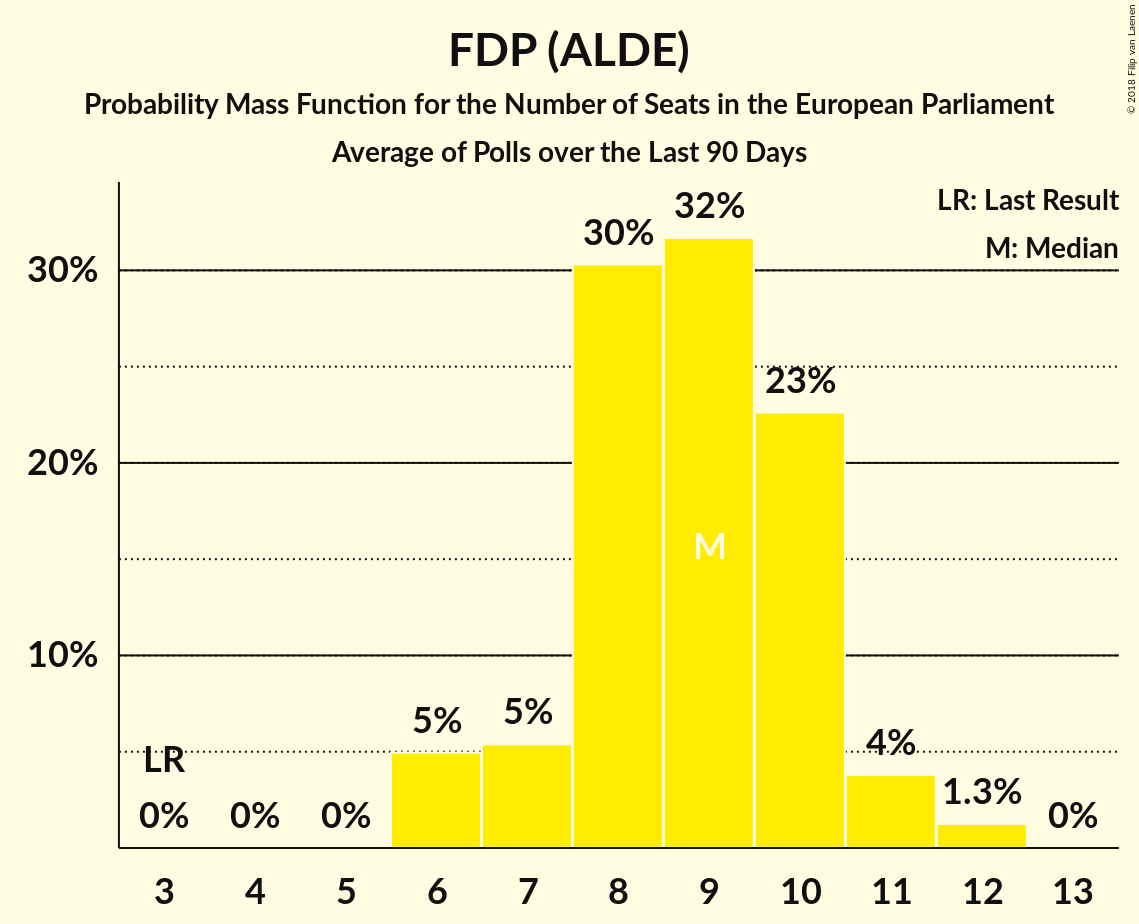 FDP (ALDE)
Probability Mass Function for the Number of Seats in the European Parliament
Average of Polls over the Last 90 Days
© 2018 Filip van Laenen
LR: Last Result
M: Median
30%
20%
10%
LR
0%
0%
0%
5%
5%
30%
32%
23%
4%
1.3%
0%
M
3 4 5 6 7 8 9 10 11 12 13